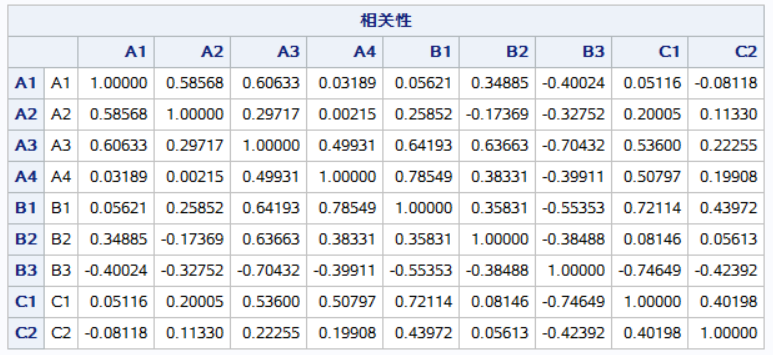 相关性
A1 A2 A3 A4 B1 B2 B3 C1 C2
A1 A1 1.00000 0.58568 0.60633 0.03189 0.05621 0.34885 -0.40024 0.05116 -0.08118
A2 A2 0.58568 1.00000 0.29717 0.00215 0.25852 -0.17369 -0.32752 0.20005 0.11330
A3 A3 0.60633 0.29717 1.00000 0.49931 0.64193 0.63663 -0.70432 0.53600 0.22255
A4 A4 0.03189 0.00215 0.49931 1.00000 0.78549 0.38331 -0.39911 0.50797 0.19908
B1 B1 0.05621 0.25852 0.64193 0.78549 1.00000 0.35831 -0.55353 0.72114 0.43972
B2 B2 0.34885 -0.17369 0.63663 0.38331 0.35831 1.00000 -0.38488 0.08146 0.05613
B3 B3 -0.40024 -0.32752 -0.70432 -0.39911 -0.55353 -0.38488 1.00000 -0.74649 -0.42392
C1 C1 0.05116 0.20005 0.53600 0.50797 0.72114 0.08146 -0.74649 1.00000 0.40198
C2 C2 -0.08118 0.11330 0.22255 0.19908 0.43972 0.05613 -0.42392 0.40198 1.00000